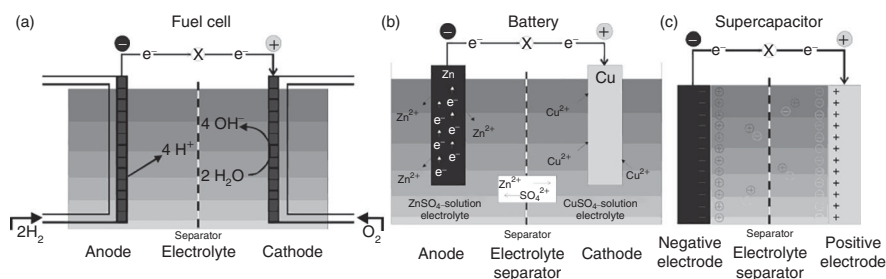 (a)
Fuel cell
−
+
e⁻
X
e⁻
4 OH⁻
4 H⁺
2 H₂O
2H₂
O₂
Separator
Anode
Electrolyte
Cathode
(b)
Battery
−
+
e⁻
X
e⁻
Zn
Cu
e⁻
e⁻
e⁻
e⁻
e⁻
Zn²⁺
Zn²⁺
Zn²⁺
Cu²⁺
Cu²⁺
Cu²⁺
Zn²⁺
SO₄²⁺
ZnSO₄–solution
electrolyte
CuSO₄–solution
electrolyte
Separator
Anode
Electrolyte
separator
Cathode
(c)
Supercapacitor
−
+
e⁻
X
e⁻
Separator
Negative
electrode
Electrolyte
separator
Positive
electrode